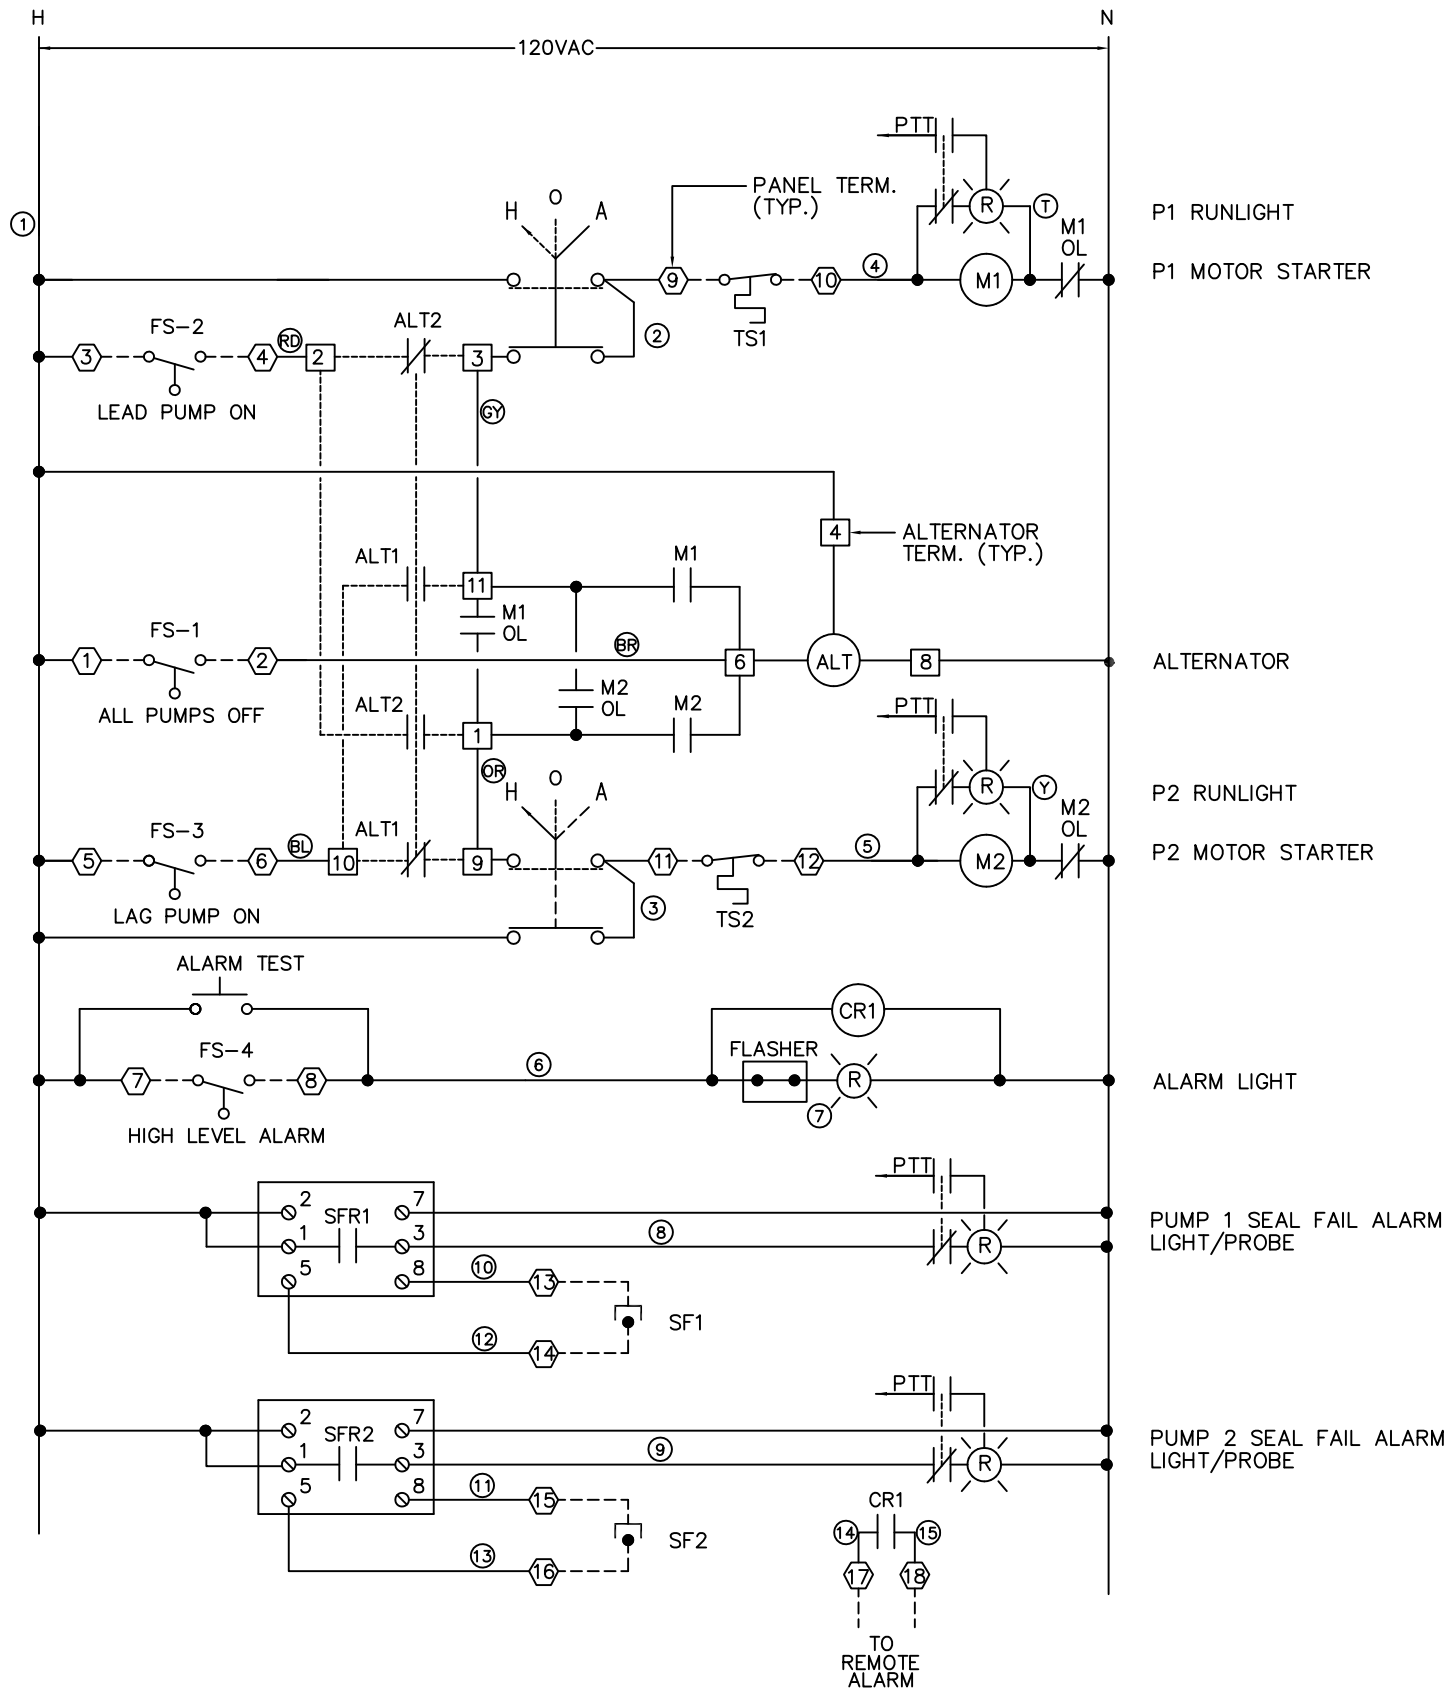 H N
120VAC
PTT
PANEL TERM.
(TYP.)
H O A
R T
M1
OL
P1 RUNLIGHT
1
9 10 4 M1
P1 MOTOR STARTER
TS1
2
FS-2
ALT2
3 4 RD 2 3
LEAD PUMP ON
GY
4
ALTERNATOR
TERM. (TYP.)
ALT1 M1
11
M1
OL
FS-1
BR
1 2 6 ALT 8
ALTERNATOR
ALL PUMPS OFF
M2
OL
ALT2 M2
1
PTT
OR
H O A
R Y
M2
OL
P2 RUNLIGHT
FS-3
ALT1
5 6 BL 10 9
11 12 5 M2
P2 MOTOR STARTER
LAG PUMP ON
TS2
3
ALARM TEST
CR1
FS-4
FLASHER
7 8 6 R
ALARM LIGHT
7
HIGH LEVEL ALARM
PTT
2 SFR1 7
1 3 8 R
PUMP 1 SEAL FAIL ALARM
LIGHT/PROBE
5 8 10 13
SF1
12 14
PTT
2 SFR2 7
1 3 9 R
PUMP 2 SEAL FAIL ALARM
LIGHT/PROBE
5 8 11 15
SF2
13 16
CR1
14 15
17 18
TO
REMOTE
ALARM